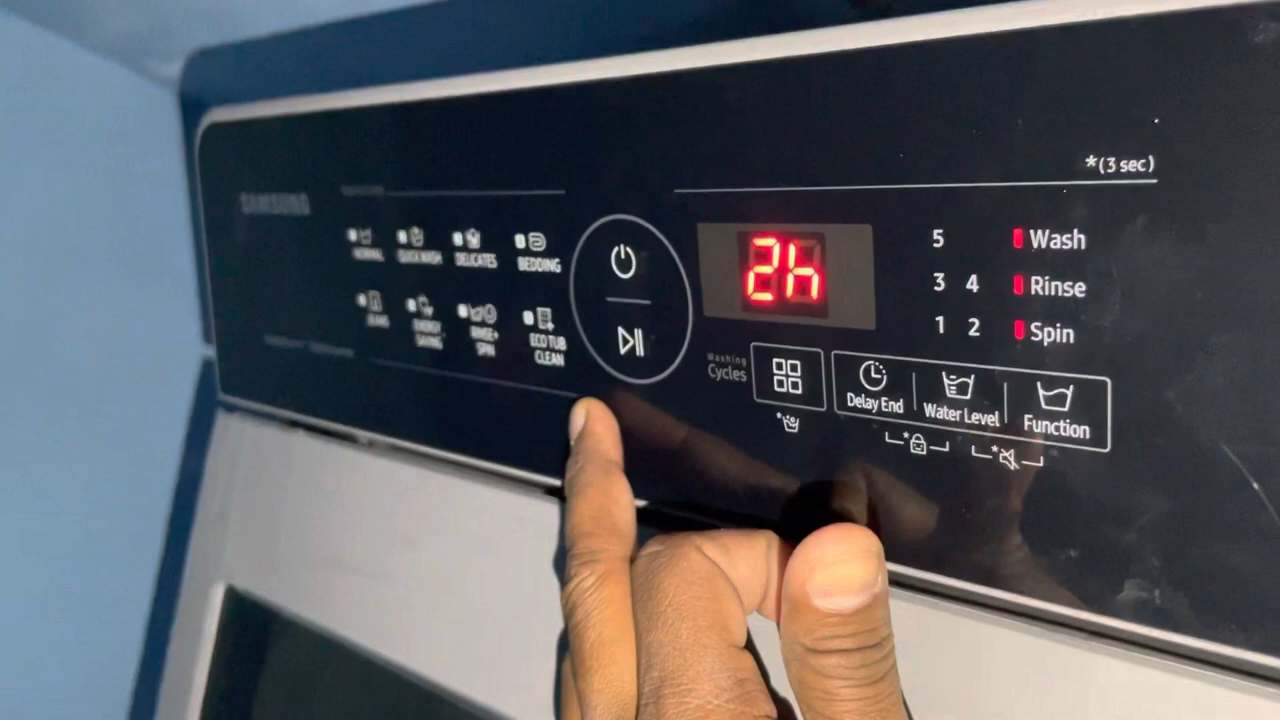 SAMSUNG
*(3 sec)
NORMAL QUICK WASH DELICATES BEDDING
JEANS ENERGY SAVING RINSE+ SPIN ECO TUB CLEAN
2h
5 Wash
3 4 Rinse
1 2 Spin
Washing
Cycles
Delay End Water Level Function